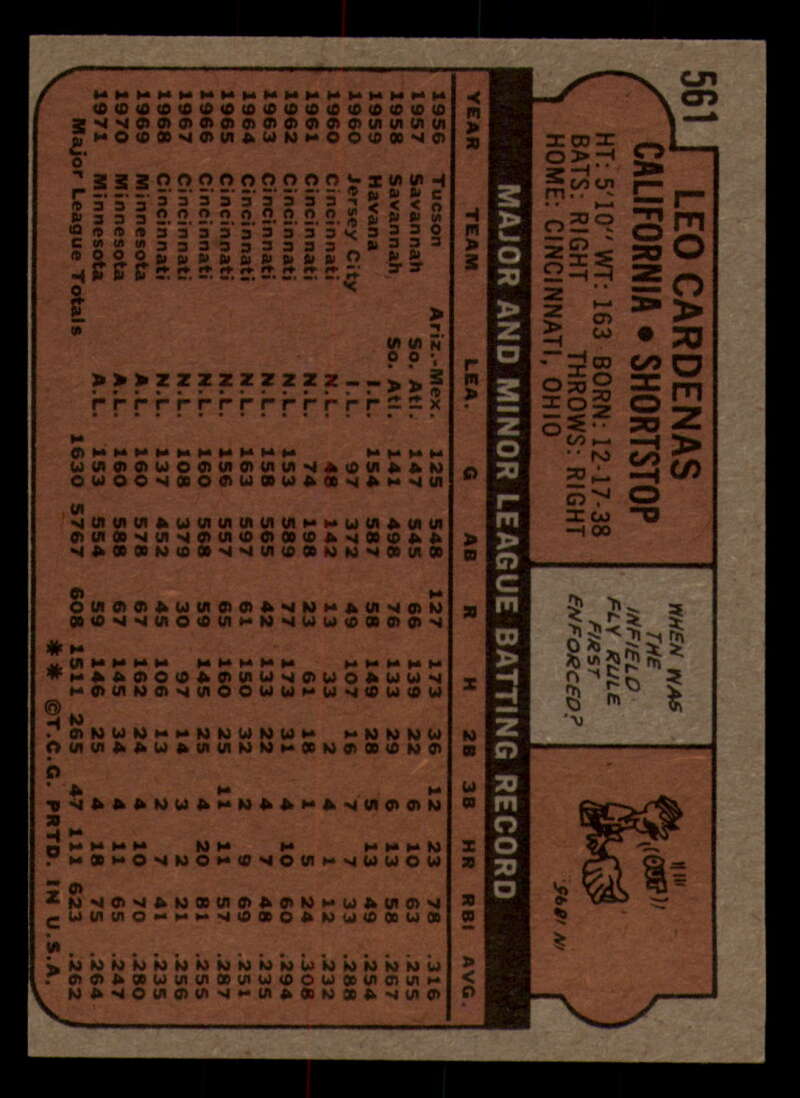 561
LEO CARDENAS
CALIFORNIA • SHORTSTOP
HT: 5'10" WT: 163 BORN: 12-17-38
BATS: RIGHT THROWS: RIGHT
HOME: CINCINNATI, OHIO
WHEN WAS
THE
INFIELD
FLY RULE
FIRST
ENFORCED?
OUT!
IN 1895
MAJOR AND MINOR LEAGUE BATTING RECORD
YEAR TEAM LEA. G AB R H 2B 3B HR RBI AVG.
1956 Tucson Ariz.-Mex. 125 548 127 173 36 12 23 78 .316
1957 Savannah So. Atl. 147 545 66 139 22 6 10 63 .255
1958 Savannah So. Atl. 141 498 76 133 29 6 13 58 .267
1959 Havana I.L. 154 587 58 149 28 5 13 49 .254
1960 Jersey City I.L. 97 372 49 107 16 7 7 33 .288
1960 Cincinnati N.L. 48 142 13 33 2 4 1 12 .232
1961 Cincinnati N.L. 74 198 23 61 18 1 5 24 .308
1962 Cincinnati N.L. 153 589 77 173 31 4 10 60 .294
1963 Cincinnati N.L. 158 565 42 133 22 4 7 48 .235
1964 Cincinnati N.L. 163 597 61 150 32 2 9 69 .251
1965 Cincinnati N.L. 156 557 65 160 25 11 11 57 .287
1966 Cincinnati N.L. 160 568 59 145 25 4 20 81 .255
1967 Cincinnati N.L. 108 379 30 97 14 3 2 21 .256
1968 Cincinnati N.L. 137 452 45 106 13 2 7 41 .235
1969 Minnesota A.L. 160 578 67 162 24 4 10 70 .280
1970 Minnesota A.L. 160 588 67 145 34 4 11 65 .247
1971 Minnesota A.L. 153 554 59 146 25 4 18 75 .264
Major League Totals 1630 5767 608 1511 265 47 111 623 .262
** ©T.C.G. PRTD. IN U.S.A.